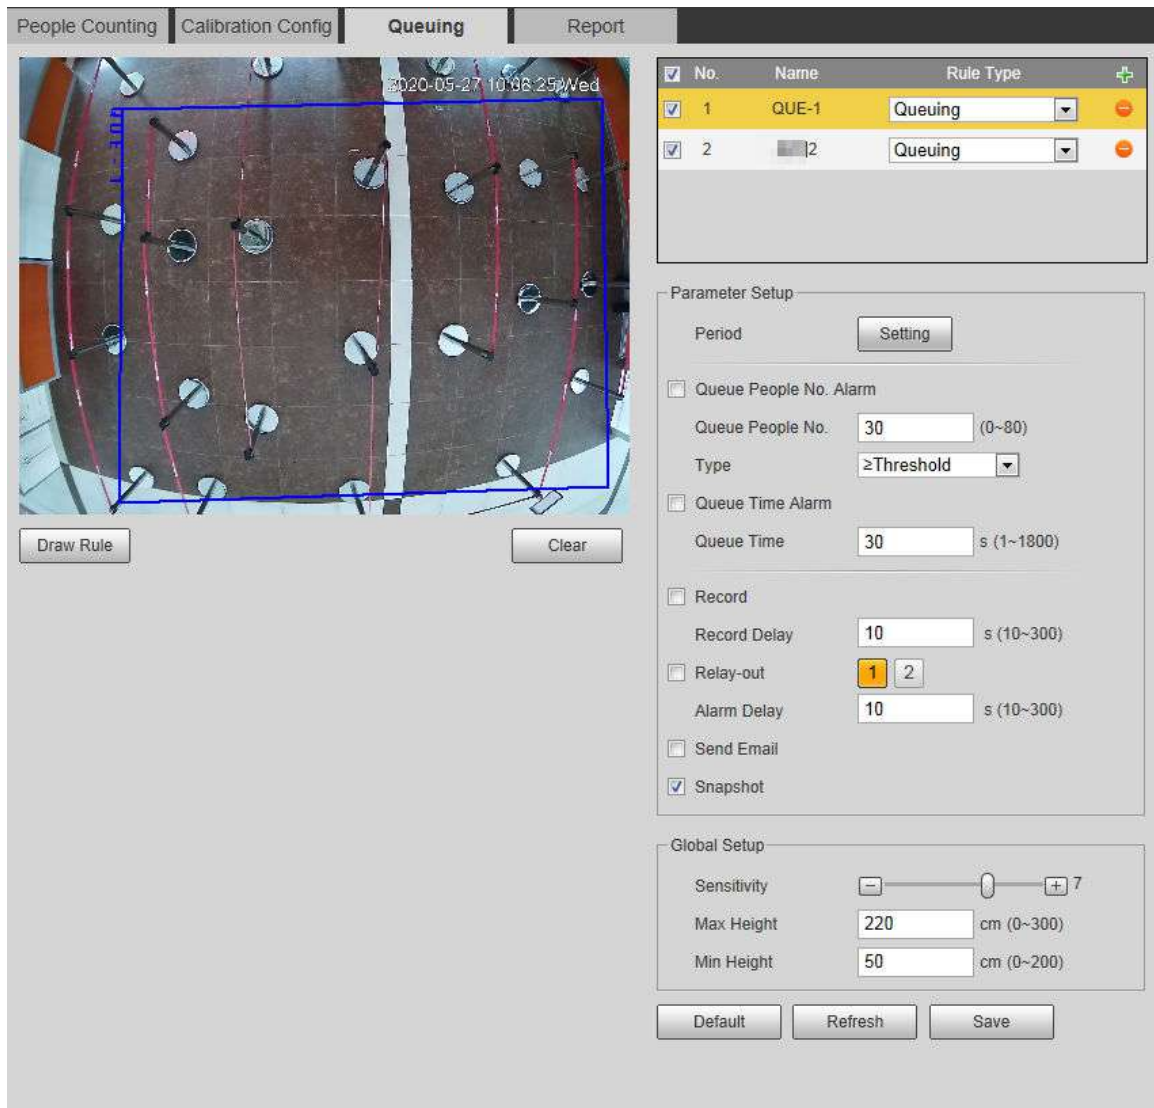 People Counting Calibration Config Queuing Report
2020-05-27 10:06:25 Wed
QUE-1
No. Name Rule Type
1 QUE-1 Queuing
2 2 Queuing
Parameter Setup
Period Setting
Queue People No. Alarm
Queue People No. 30 (0~80)
Type ≥Threshold
Queue Time Alarm
Queue Time 30 s (1~1800)
Record
Record Delay 10 s (10~300)
Relay-out 1 2
Alarm Delay 10 s (10~300)
Send Email
Snapshot
Draw Rule Clear
Global Setup
Sensitivity 7
Max Height 220 cm (0~300)
Min Height 50 cm (0~200)
Default Refresh Save